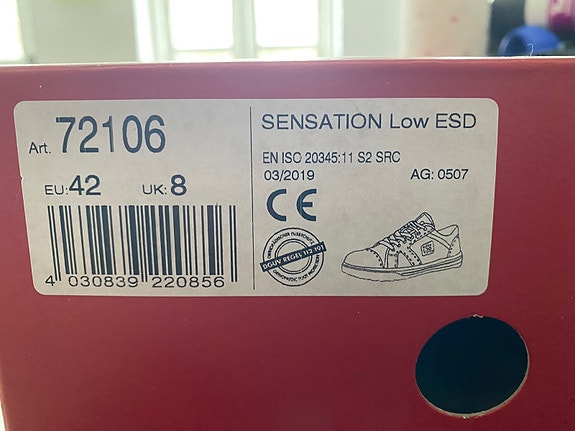 Art. 72106
EU: 42 UK: 8
4 030839 220856
SENSATION Low ESD
EN ISO 20345:11 S2 SRC
03/2019 AG: 0507
CE
DGUV REGEL 112-191